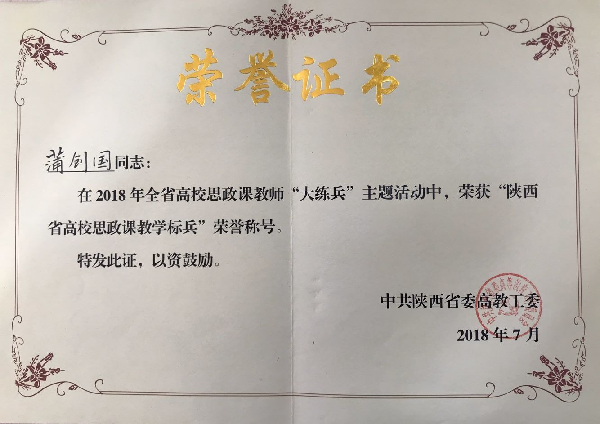 荣誉证书
蒲创国同志：
在2018年全省高校思政课教师“大练兵”主题活动中，荣获“陕西
省高校思政课教学标兵”荣誉称号。
特发此证，以资鼓励。
中共陕西省委高教工委
2018年7月